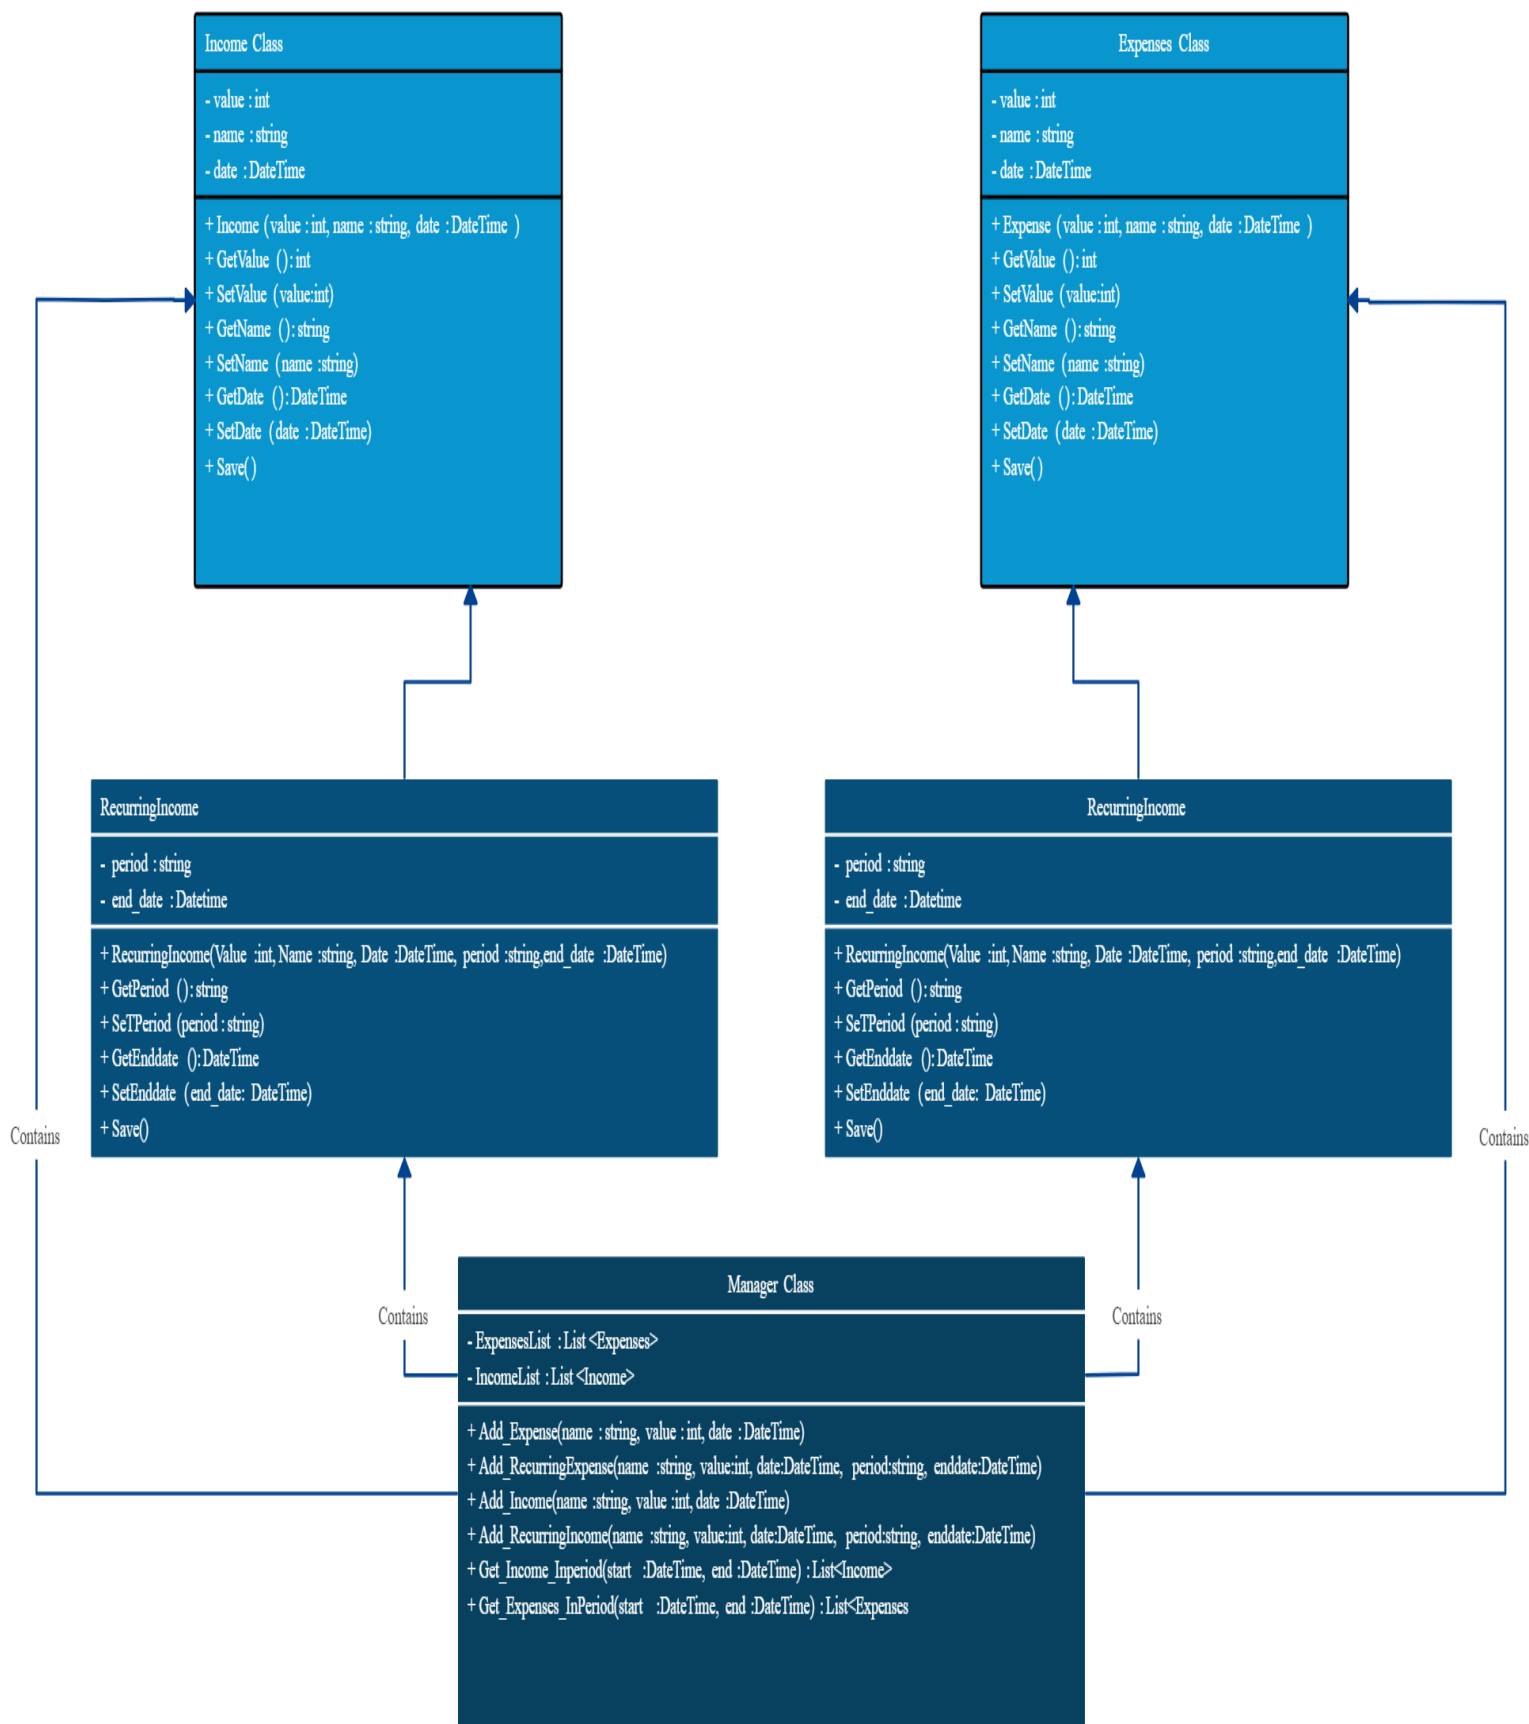 Income Class
- value : int
- name : string
- date : DateTime
+ Income ( value : int, name : string, date : DateTime )
+ GetValue ( ) : int
+ SetValue ( value:int)
+ GetName ( ) : string
+ SetName ( name :string)
+ GetDate ( ) : DateTime
+ SetDate ( date : DateTime)
+ Save( )
Expenses Class
- value : int
- name : string
- date : DateTime
+ Expense ( value : int, name : string, date : DateTime )
+ GetValue ( ) : int
+ SetValue ( value:int)
+ GetName ( ) : string
+ SetName ( name :string)
+ GetDate ( ) : DateTime
+ SetDate ( date : DateTime)
+ Save( )
RecurringIncome
- period : string
- end_date : Datetime
+ RecurringIncome(Value :int, Name :string, Date :DateTime, period :string,end_date :DateTime)
+ GetPeriod ( ) : string
+ SeTPeriod (period : string)
+ GetEnddate (): DateTime
+ SetEnddate ( end_date: DateTime)
+ Save()
RecurringIncome
- period : string
- end_date : Datetime
+ RecurringIncome(Value :int, Name :string, Date :DateTime, period :string,end_date :DateTime)
+ GetPeriod ( ) : string
+ SeTPeriod (period : string)
+ GetEnddate (): DateTime
+ SetEnddate ( end_date: DateTime)
+ Save()
Contains
Contains
Contains
Contains
Manager Class
- ExpensesList : List <Expenses>
- IncomeList : List <Income>
+ Add_Expense(name : string, value : int, date : DateTime)
+ Add_RecurringExpense(name :string, value:int, date:DateTime, period:string, enddate:DateTime)
+ Add_Income(name :string, value :int, date :DateTime)
+ Add_RecurringIncome(name :string, value:int, date:DateTime, period:string, enddate:DateTime)
+ Get_Income_Inperiod(start :DateTime, end :DateTime) : List<Income>
+ Get_Expenses_InPeriod(start :DateTime, end :DateTime) : List<Expenses